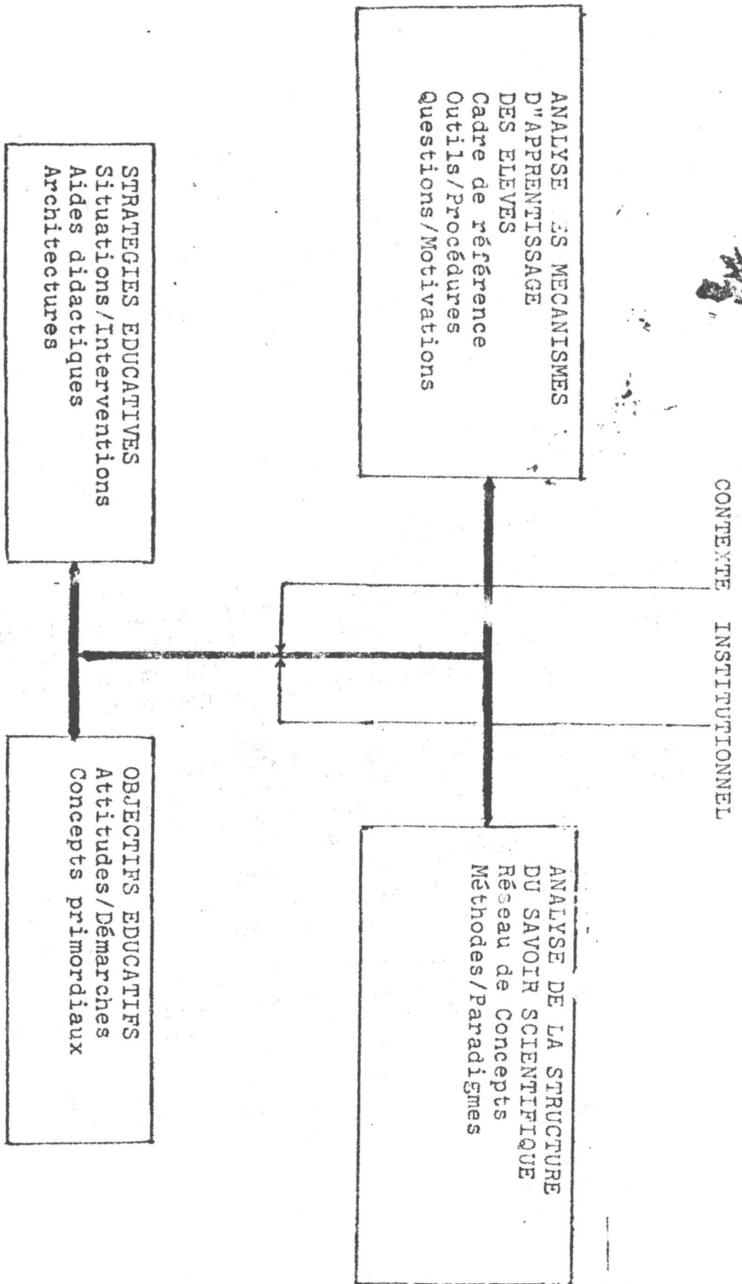 CONTEXTE INSTITUTIONNEL
ANALYSE ES MECANISMES
D"APPRENTISSAGE
DES ELEVES
Cadre de référence
Outils/Procédures
Questions/Motivations
ANALYSE DE LA STRUCTURE
DU SAVOIR SCIENTIFIQUE
Réseau de Concepts
Méthodes/Paradigmes
STRATEGIES EDUCATIVES
Situations/Interventions
Aides didactiques
Architectures
OBJECTIFS EDUCATIFS
Attitudes/Démarches
Concepts primordiaux